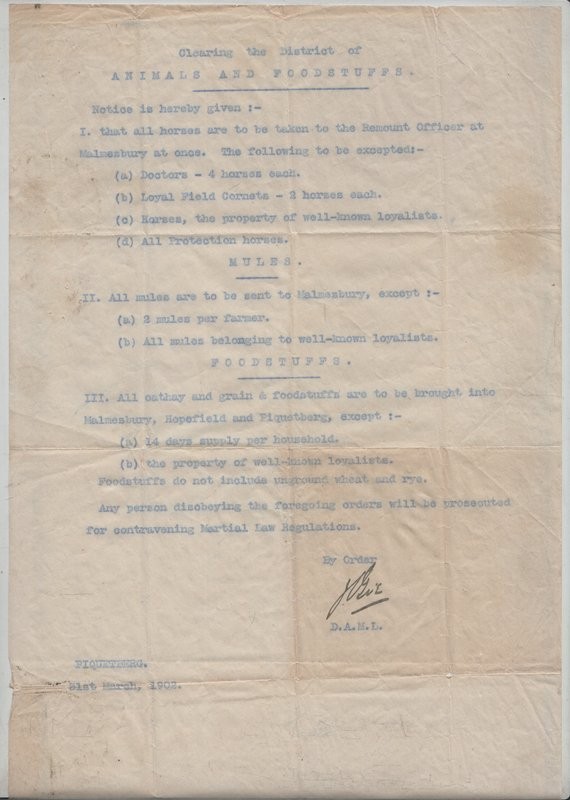 Clearing the District of
ANIMALS AND FOODSTUFFS.
Notice is hereby given :-
I. that all horses are to be taken to the Remount Officer at
Malmesbury at once. The following to be excepted:-
(a) Doctors - 4 horses each.
(b) Loyal Field Cornets - 2 horses each.
(c) Horses, the property of well-known loyalists.
(d) All Protection horses.
MULES.
II. All mules are to be sent to Malmesbury, except :-
(a) 2 mules per farmer.
(b) All mules belonging to well-known loyalists.
FOODSTUFFS.
III. All oathay and grain & foodstuffs are to be brought into
Malmesbury, Hopefield and Piquetberg, except :-
(a) 14 days supply per household.
(b) the property of well-known loyalists.
Foodstuffs do not include unground wheat and rye.
Any person disobeying the foregoing orders will be prosecuted
for contravening Martial Law Regulations.
By Order
D.A.M.L.
PIQUETBERG.
31st March, 1902.